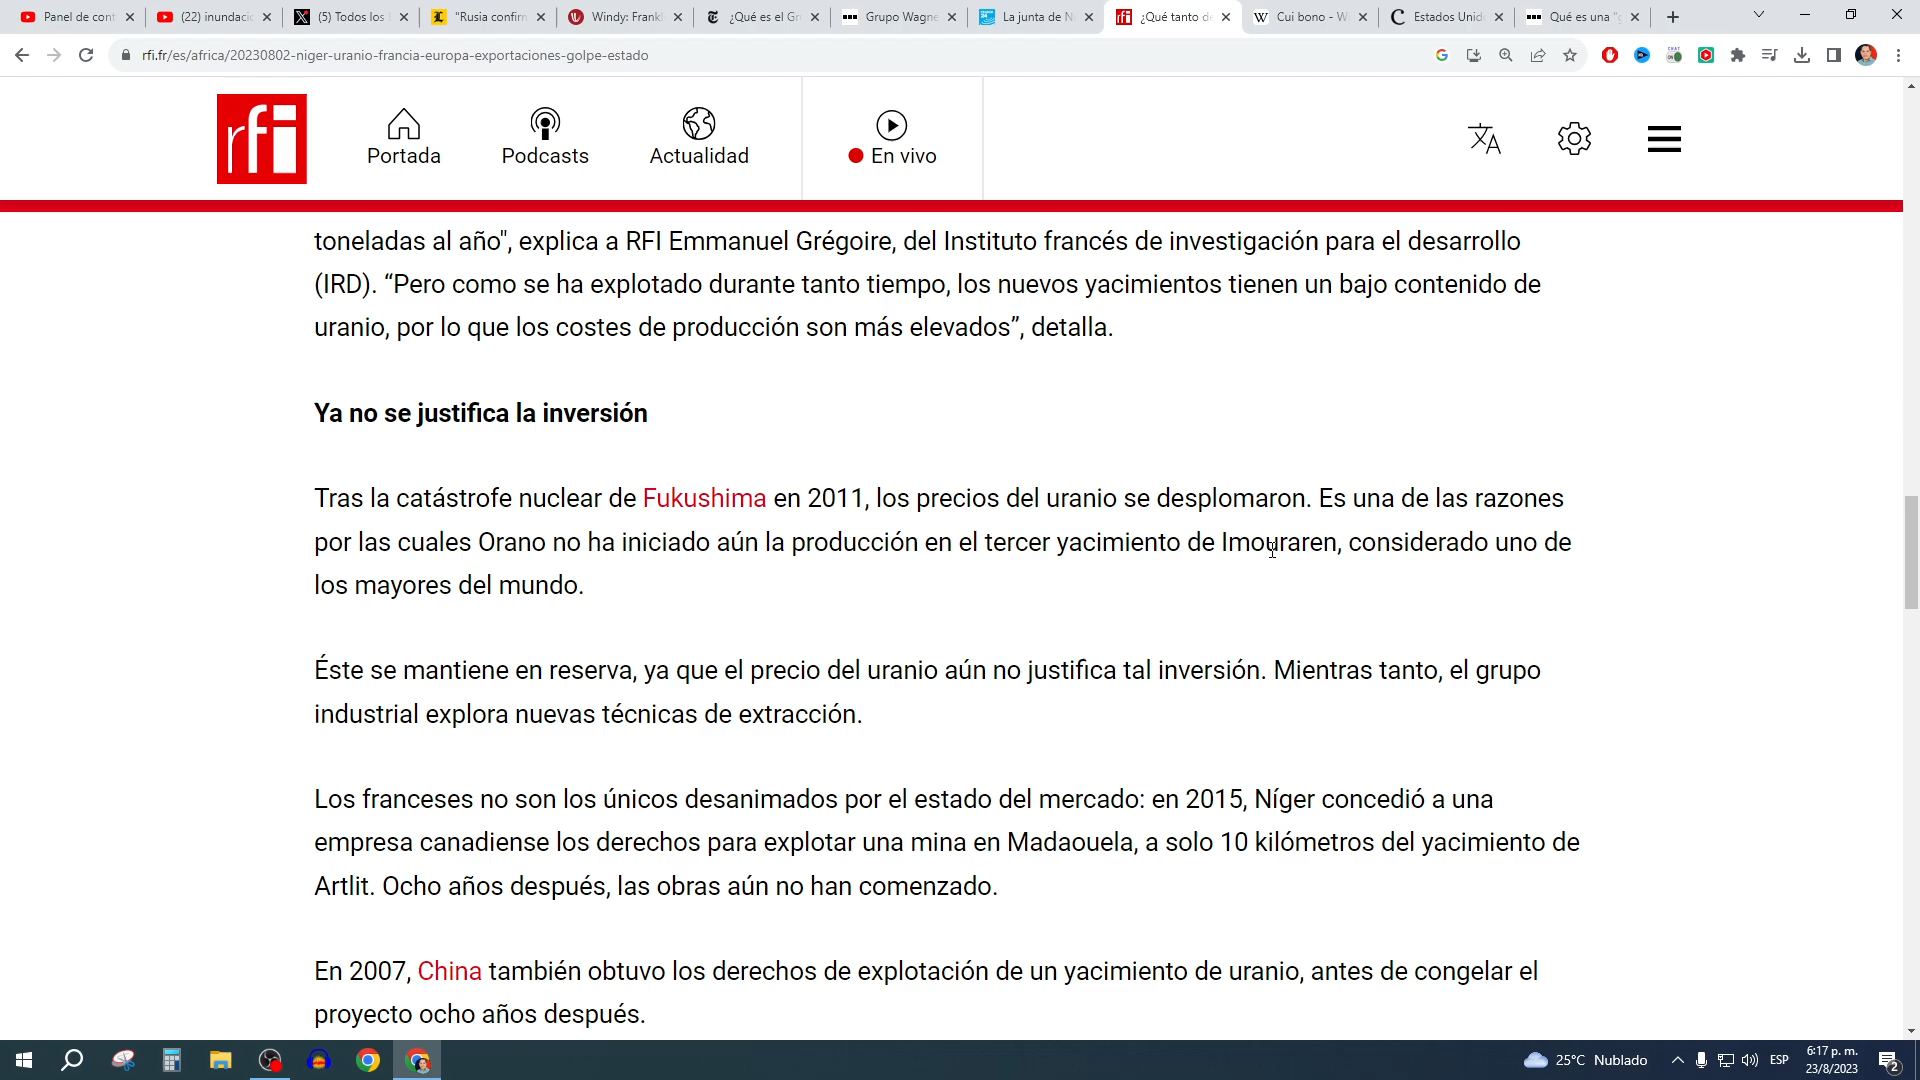 Panel de cont
(22) inundaci
(5) Todos los
"Rusia confirm
Windy: Frankl
¿Qué es el Gr
Grupo Wagne
La junta de N
¿Qué tanto de
Cui bono - W
Estados Unid
Qué es una "g
rfi.fr/es/africa/20230802-niger-uranio-francia-europa-exportaciones-golpe-estado
rfi
Portada
Podcasts
Actualidad
En vivo
toneladas al año", explica a RFI Emmanuel Grégoire, del Instituto francés de investigación para el desarrollo
(IRD). “Pero como se ha explotado durante tanto tiempo, los nuevos yacimientos tienen un bajo contenido de
uranio, por lo que los costes de producción son más elevados”, detalla.
Ya no se justifica la inversión
Tras la catástrofe nuclear de Fukushima en 2011, los precios del uranio se desplomaron. Es una de las razones
por las cuales Orano no ha iniciado aún la producción en el tercer yacimiento de Imouraren, considerado uno de
los mayores del mundo.
Éste se mantiene en reserva, ya que el precio del uranio aún no justifica tal inversión. Mientras tanto, el grupo
industrial explora nuevas técnicas de extracción.
Los franceses no son los únicos desanimados por el estado del mercado: en 2015, Níger concedió a una
empresa canadiense los derechos para explotar una mina en Madaouela, a solo 10 kilómetros del yacimiento de
Artlit. Ocho años después, las obras aún no han comenzado.
En 2007, China también obtuvo los derechos de explotación de un yacimiento de uranio, antes de congelar el
proyecto ocho años después.
25°C Nublado
ESP
6:17 p. m.
23/8/2023
2